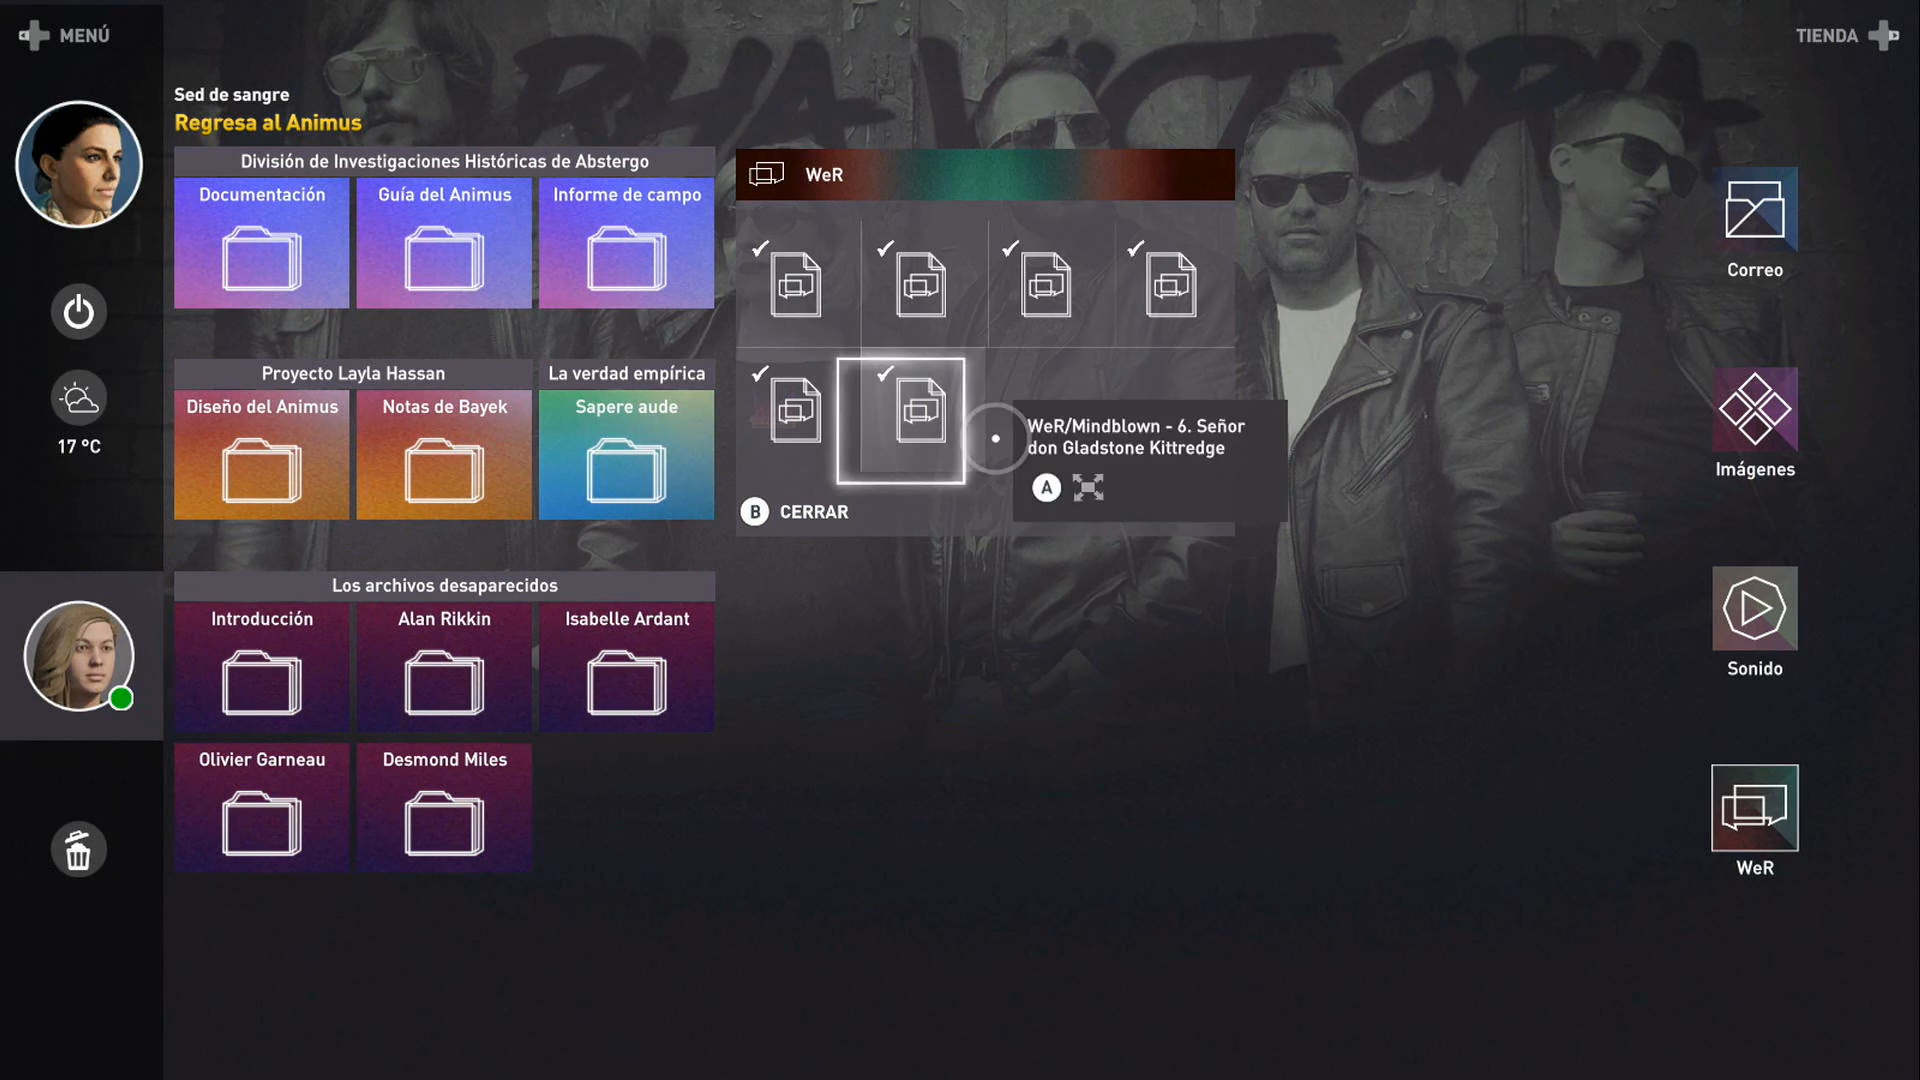 MENÚ
TIENDA
Sed de sangre
Regresa al Animus
División de Investigaciones Históricas de Abstergo
Documentación
Guía del Animus
Informe de campo
17 °C
Proyecto Layla Hassan
La verdad empírica
Diseño del Animus
Notas de Bayek
Sapere aude
Los archivos desaparecidos
Introducción
Alan Rikkin
Isabelle Ardant
Olivier Garneau
Desmond Miles
WeR
WeR/Mindblown - 6. Señor
don Gladstone Kittredge
A
B CERRAR
Correo
Imágenes
Sonido
WeR